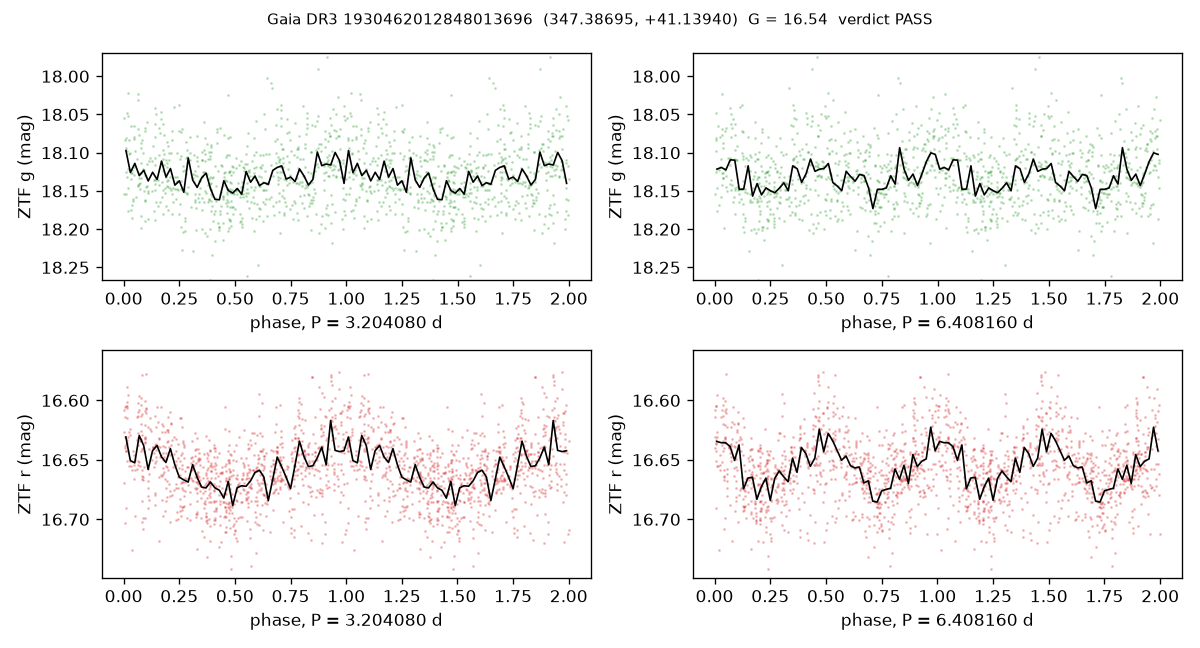 Gaia DR3 1930462012848013696  (347.38695, +41.13940)  G = 16.54  verdict PASS
ZTF g (mag)
18.00
18.05
18.10
18.15
18.20
18.25
0.00 0.25 0.50 0.75 1.00 1.25 1.50 1.75 2.00
phase, P = 3.204080 d
ZTF g (mag)
18.00
18.05
18.10
18.15
18.20
18.25
0.00 0.25 0.50 0.75 1.00 1.25 1.50 1.75 2.00
phase, P = 6.408160 d
ZTF r (mag)
16.60
16.65
16.70
0.00 0.25 0.50 0.75 1.00 1.25 1.50 1.75 2.00
phase, P = 3.204080 d
ZTF r (mag)
16.60
16.65
16.70
0.00 0.25 0.50 0.75 1.00 1.25 1.50 1.75 2.00
phase, P = 6.408160 d